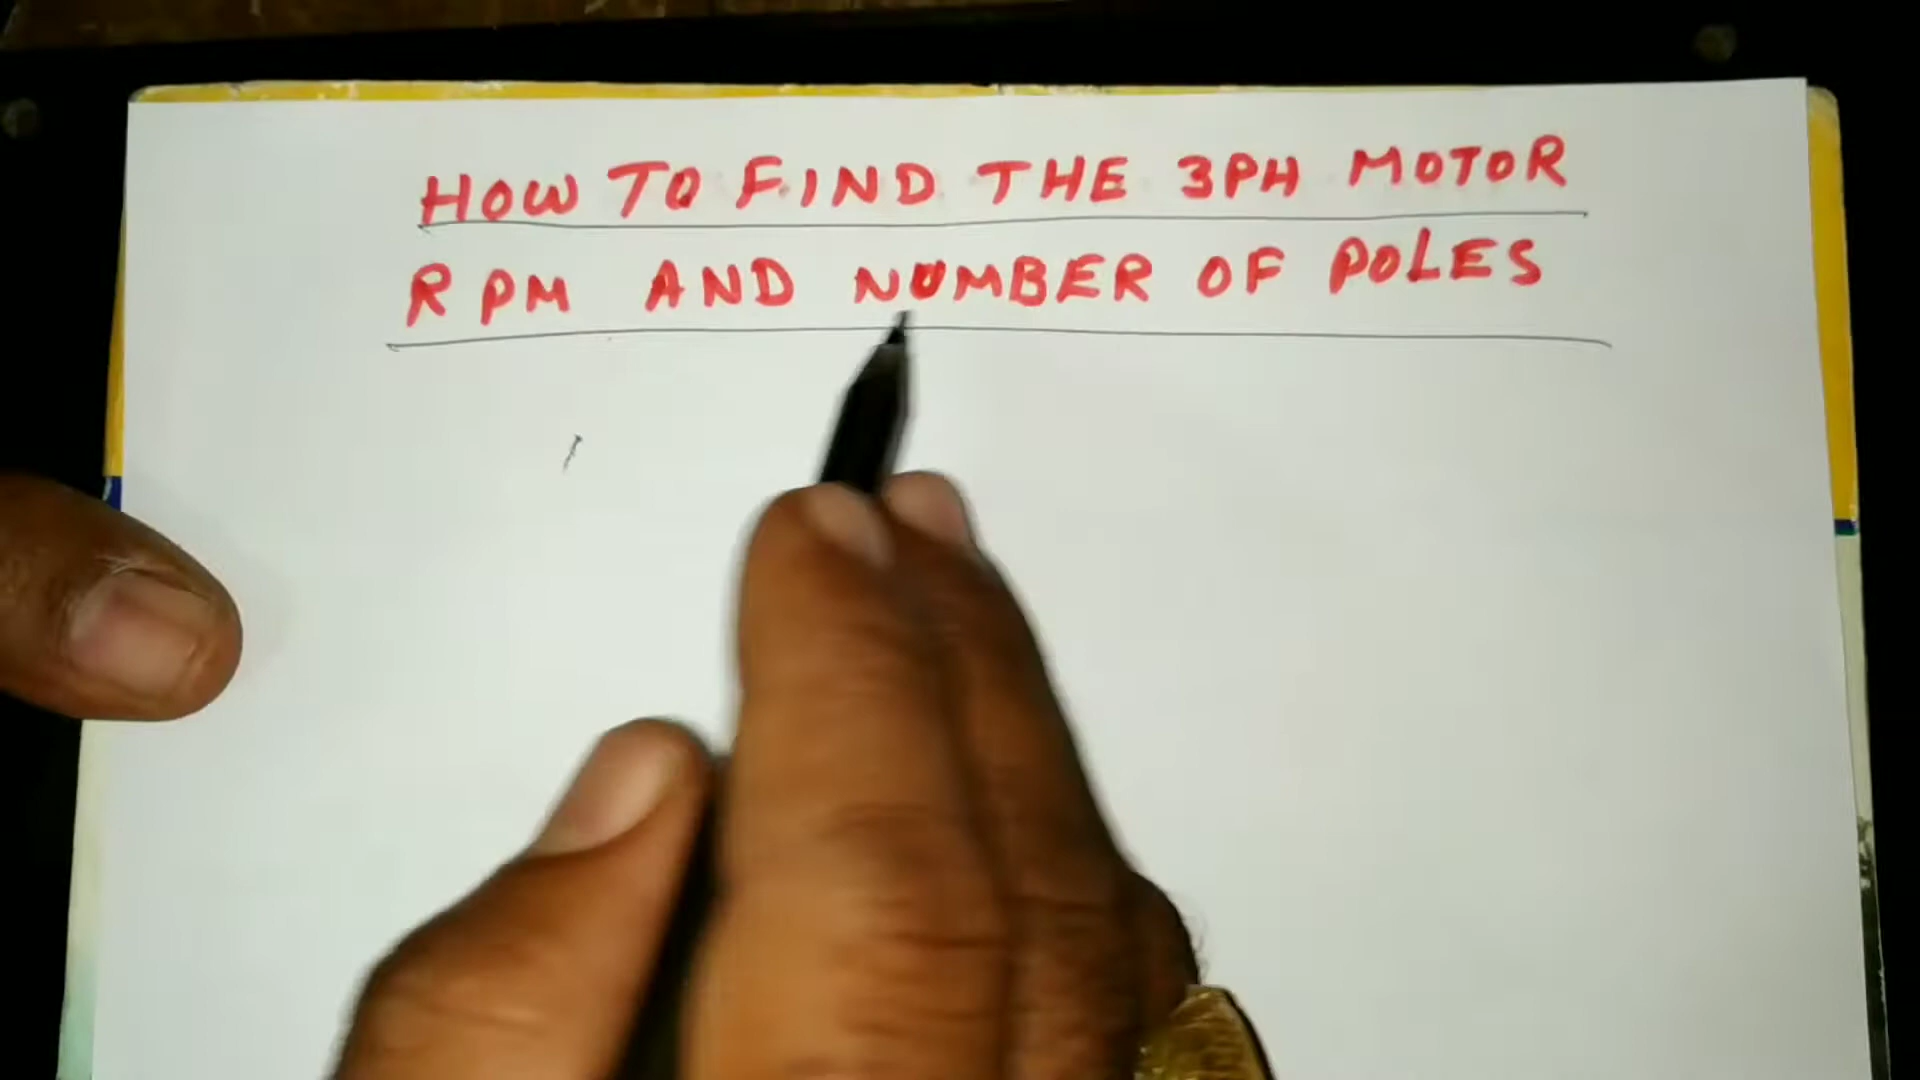 HOW TO FIND THE 3PH MOTOR
RPM AND NUMBER OF POLES